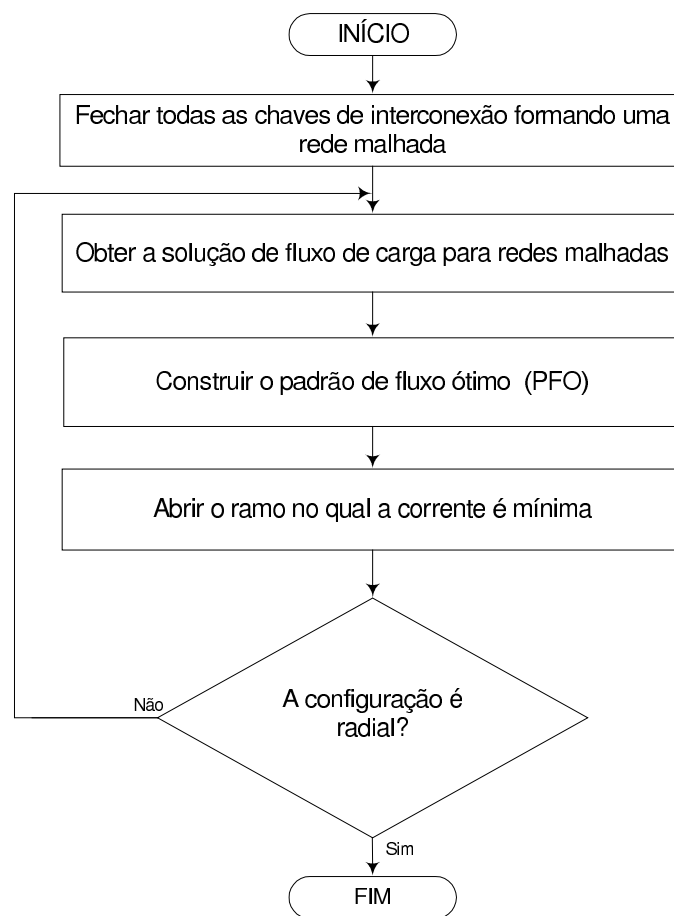 INÍCIO
Fechar todas as chaves de interconexão formando uma
rede malhada
Obter a solução de fluxo de carga para redes malhadas
Construir o padrão de fluxo ótimo (PFO)
Abrir o ramo no qual a corrente é mínima
Não
A configuração é
radial?
Sim
FIM